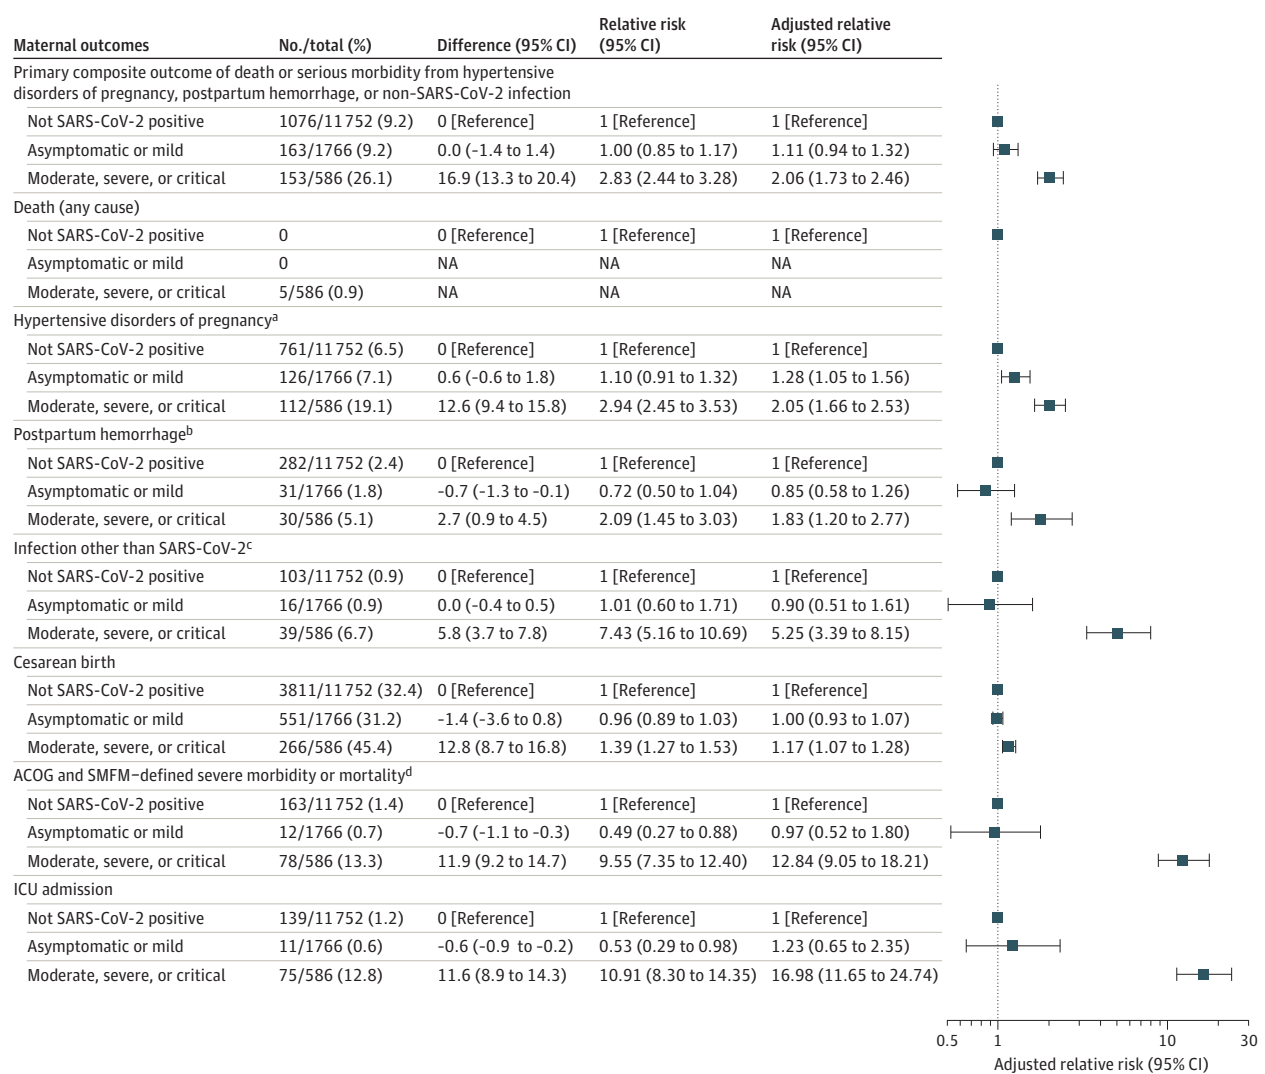 Maternal outcomes No./total (%) Difference (95% CI) Relative risk (95% CI) Adjusted relative risk (95% CI)
Primary composite outcome of death or serious morbidity from hypertensive
disorders of pregnancy, postpartum hemorrhage, or non-SARS-CoV-2 infection
Not SARS-CoV-2 positive 1076/11752 (9.2) 0 [Reference] 1 [Reference] 1 [Reference]
Asymptomatic or mild 163/1766 (9.2) 0.0 (-1.4 to 1.4) 1.00 (0.85 to 1.17) 1.11 (0.94 to 1.32)
Moderate, severe, or critical 153/586 (26.1) 16.9 (13.3 to 20.4) 2.83 (2.44 to 3.28) 2.06 (1.73 to 2.46)
Death (any cause)
Not SARS-CoV-2 positive 0 0 [Reference] 1 [Reference] 1 [Reference]
Asymptomatic or mild 0 NA NA NA
Moderate, severe, or critical 5/586 (0.9) NA NA NA
Hypertensive disorders of pregnancyᵃ
Not SARS-CoV-2 positive 761/11752 (6.5) 0 [Reference] 1 [Reference] 1 [Reference]
Asymptomatic or mild 126/1766 (7.1) 0.6 (-0.6 to 1.8) 1.10 (0.91 to 1.32) 1.28 (1.05 to 1.56)
Moderate, severe, or critical 112/586 (19.1) 12.6 (9.4 to 15.8) 2.94 (2.45 to 3.53) 2.05 (1.66 to 2.53)
Postpartum hemorrhageᵇ
Not SARS-CoV-2 positive 282/11752 (2.4) 0 [Reference] 1 [Reference] 1 [Reference]
Asymptomatic or mild 31/1766 (1.8) -0.7 (-1.3 to -0.1) 0.72 (0.50 to 1.04) 0.85 (0.58 to 1.26)
Moderate, severe, or critical 30/586 (5.1) 2.7 (0.9 to 4.5) 2.09 (1.45 to 3.03) 1.83 (1.20 to 2.77)
Infection other than SARS-CoV-2ᶜ
Not SARS-CoV-2 positive 103/11752 (0.9) 0 [Reference] 1 [Reference] 1 [Reference]
Asymptomatic or mild 16/1766 (0.9) 0.0 (-0.4 to 0.5) 1.01 (0.60 to 1.71) 0.90 (0.51 to 1.61)
Moderate, severe, or critical 39/586 (6.7) 5.8 (3.7 to 7.8) 7.43 (5.16 to 10.69) 5.25 (3.39 to 8.15)
Cesarean birth
Not SARS-CoV-2 positive 3811/11752 (32.4) 0 [Reference] 1 [Reference] 1 [Reference]
Asymptomatic or mild 551/1766 (31.2) -1.4 (-3.6 to 0.8) 0.96 (0.89 to 1.03) 1.00 (0.93 to 1.07)
Moderate, severe, or critical 266/586 (45.4) 12.8 (8.7 to 16.8) 1.39 (1.27 to 1.53) 1.17 (1.07 to 1.28)
ACOG and SMFM–defined severe morbidity or mortalityᵈ
Not SARS-CoV-2 positive 163/11752 (1.4) 0 [Reference] 1 [Reference] 1 [Reference]
Asymptomatic or mild 12/1766 (0.7) -0.7 (-1.1 to -0.3) 0.49 (0.27 to 0.88) 0.97 (0.52 to 1.80)
Moderate, severe, or critical 78/586 (13.3) 11.9 (9.2 to 14.7) 9.55 (7.35 to 12.40) 12.84 (9.05 to 18.21)
ICU admission
Not SARS-CoV-2 positive 139/11752 (1.2) 0 [Reference] 1 [Reference] 1 [Reference]
Asymptomatic or mild 11/1766 (0.6) -0.6 (-0.9 to -0.2) 0.53 (0.29 to 0.98) 1.23 (0.65 to 2.35)
Moderate, severe, or critical 75/586 (12.8) 11.6 (8.9 to 14.3) 10.91 (8.30 to 14.35) 16.98 (11.65 to 24.74)
0.5 1 10 30
Adjusted relative risk (95% CI)